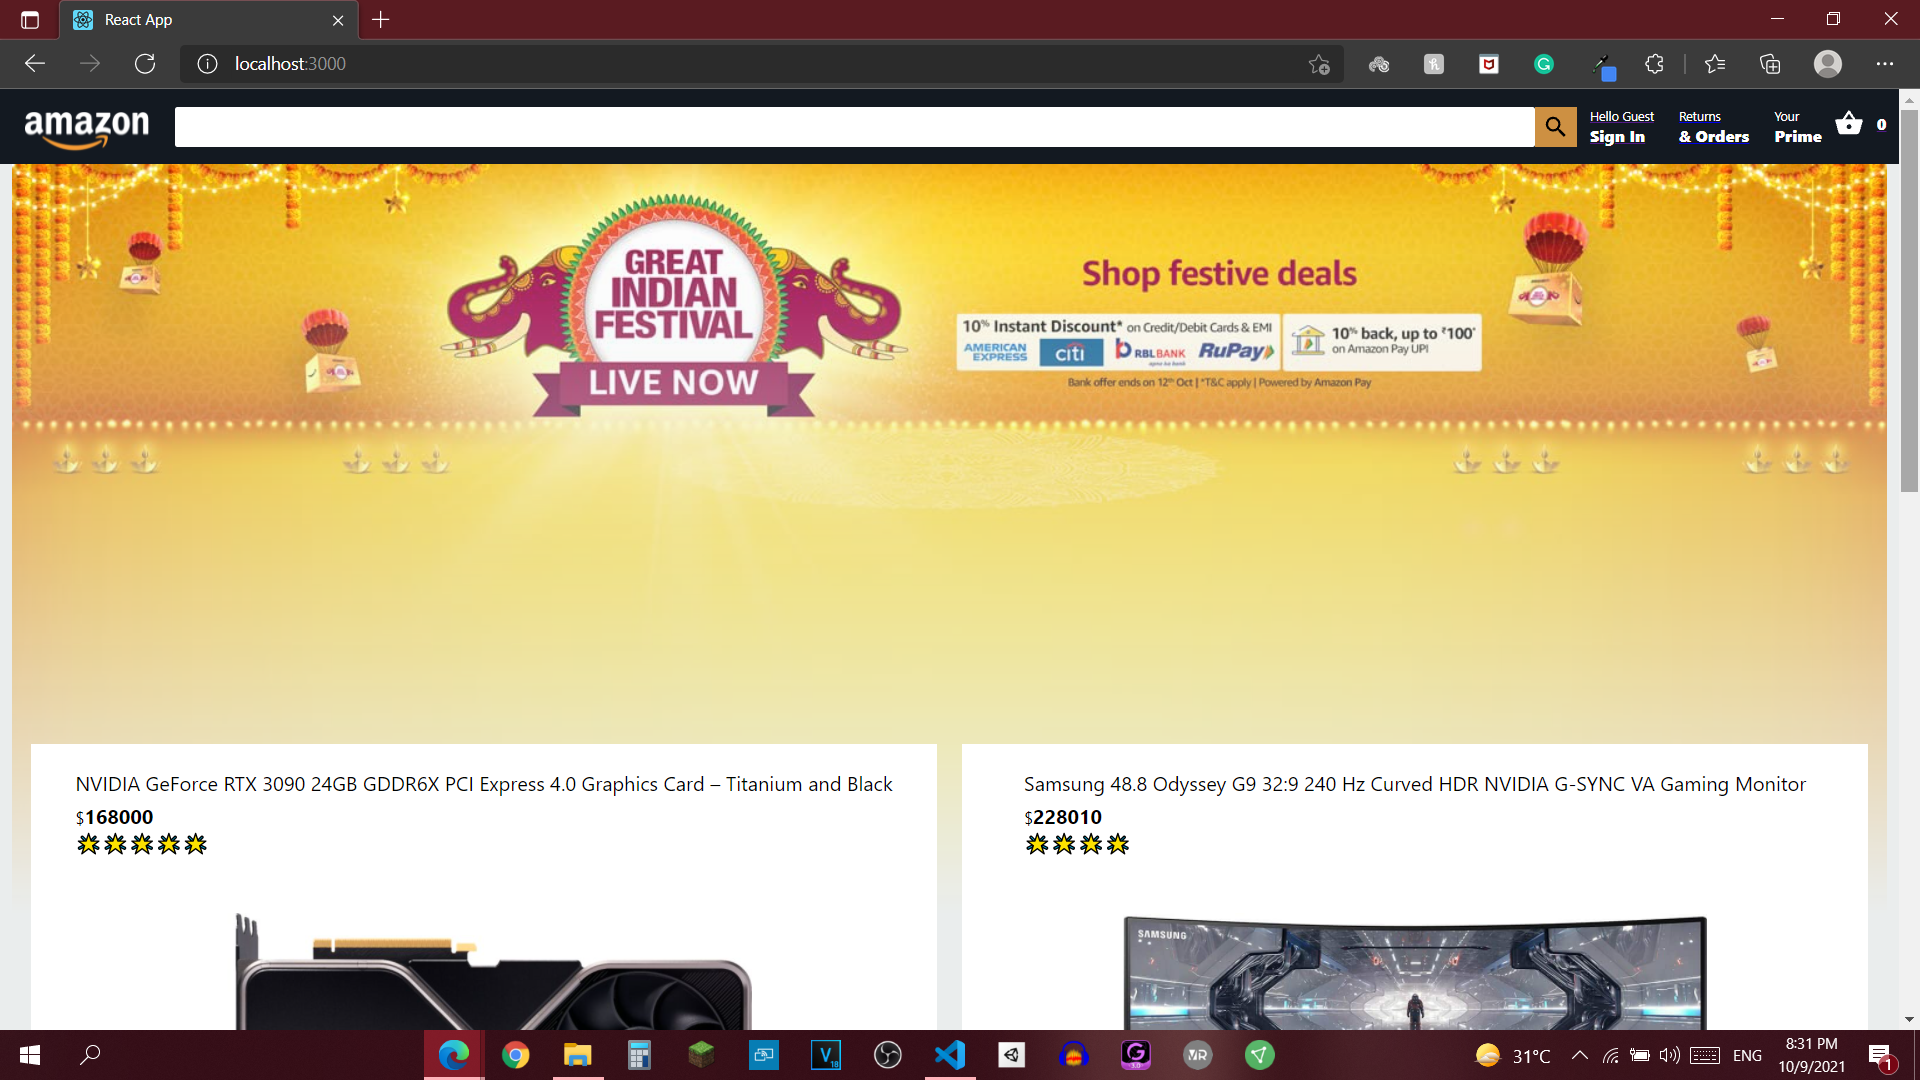 React App
localhost:3000
amazon
Hello Guest
Sign In
Returns
& Orders
Your
Prime
0
GREAT
INDIAN
FESTIVAL
LIVE NOW
Shop festive deals
10% Instant Discount* on Credit/Debit Cards & EMI
AMERICAN EXPRESS
citi
RBLBANK
RuPay
10% back, up to ₹100*
on Amazon Pay UPI
Bank offer ends on 12th Oct | *T&C apply | Powered by Amazon Pay
NVIDIA GeForce RTX 3090 24GB GDDR6X PCI Express 4.0 Graphics Card – Titanium and Black
$168000
Samsung 48.8 Odyssey G9 32:9 240 Hz Curved HDR NVIDIA G-SYNC VA Gaming Monitor
$228010
SAMSUNG
31°C
ENG
8:31 PM
10/9/2021
1